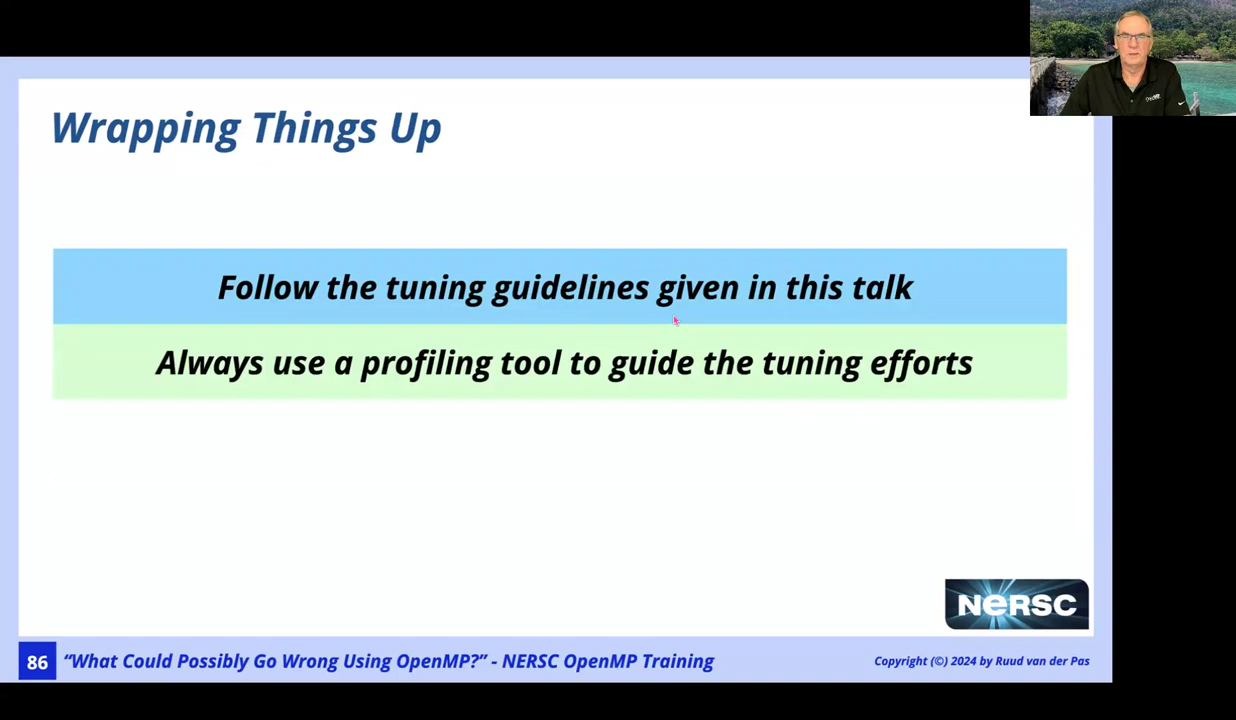 Wrapping Things Up
Follow the tuning guidelines given in this talk
Always use a profiling tool to guide the tuning efforts
NERSC
86 “What Could Possibly Go Wrong Using OpenMP?” - NERSC OpenMP Training Copyright (©) 2024 by Ruud van der Pas